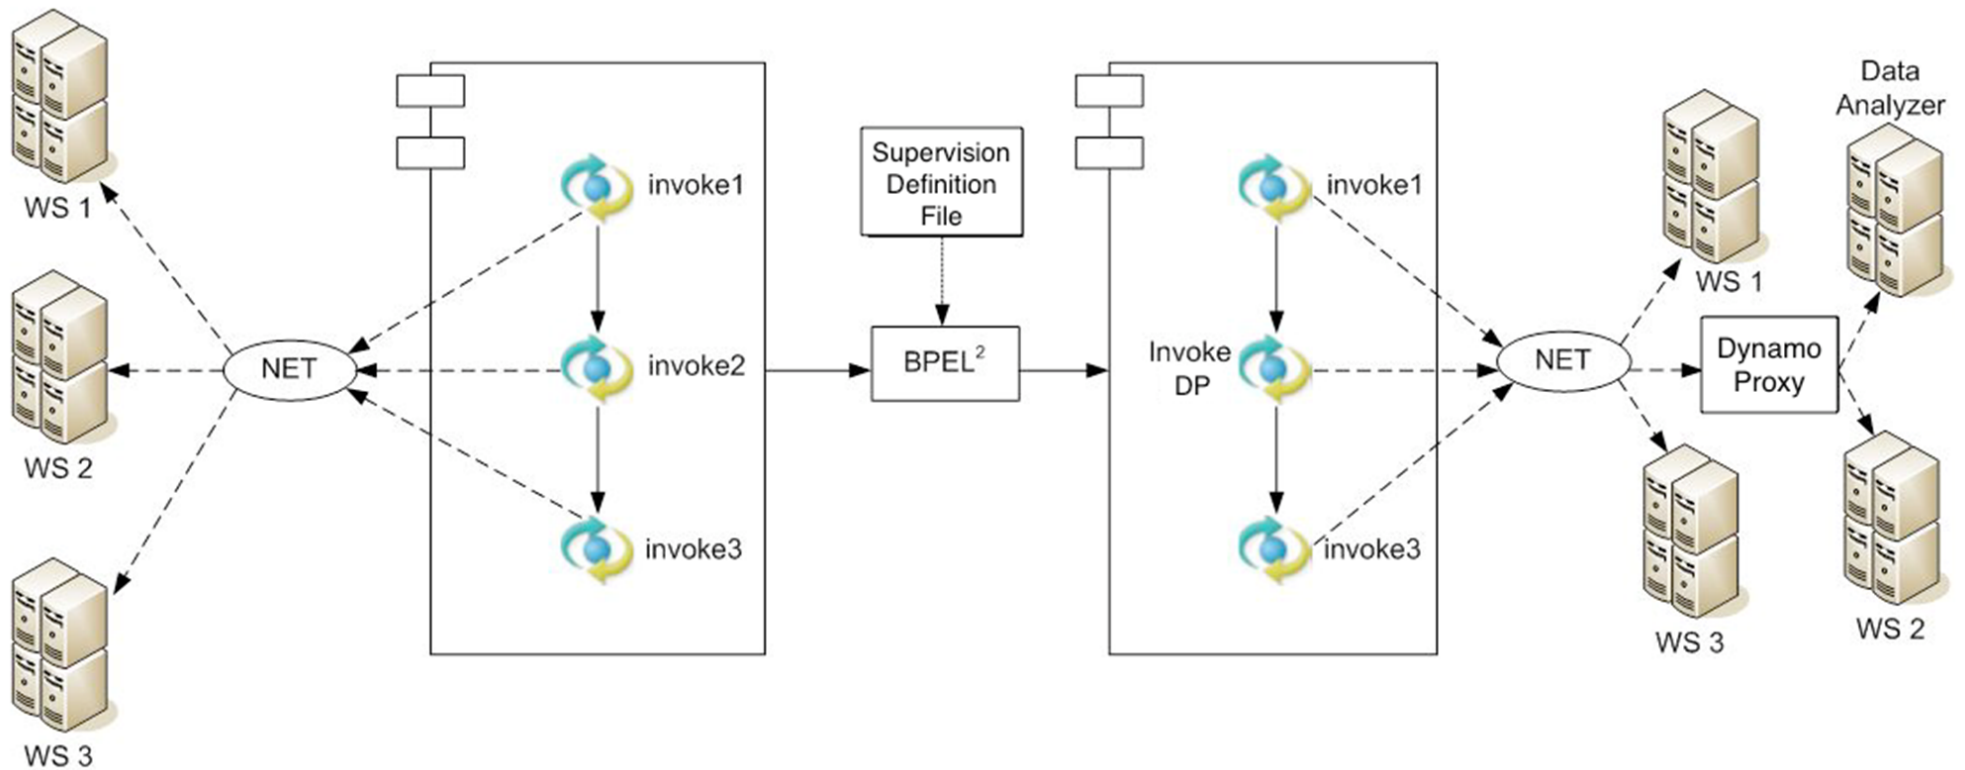 WS 1
WS 2
WS 3
NET
invoke1
invoke2
invoke3
Supervision
Definition
File
BPEL²
invoke1
Invoke
DP
invoke3
NET
WS 1
Dynamo
Proxy
WS 3
Data
Analyzer
WS 2